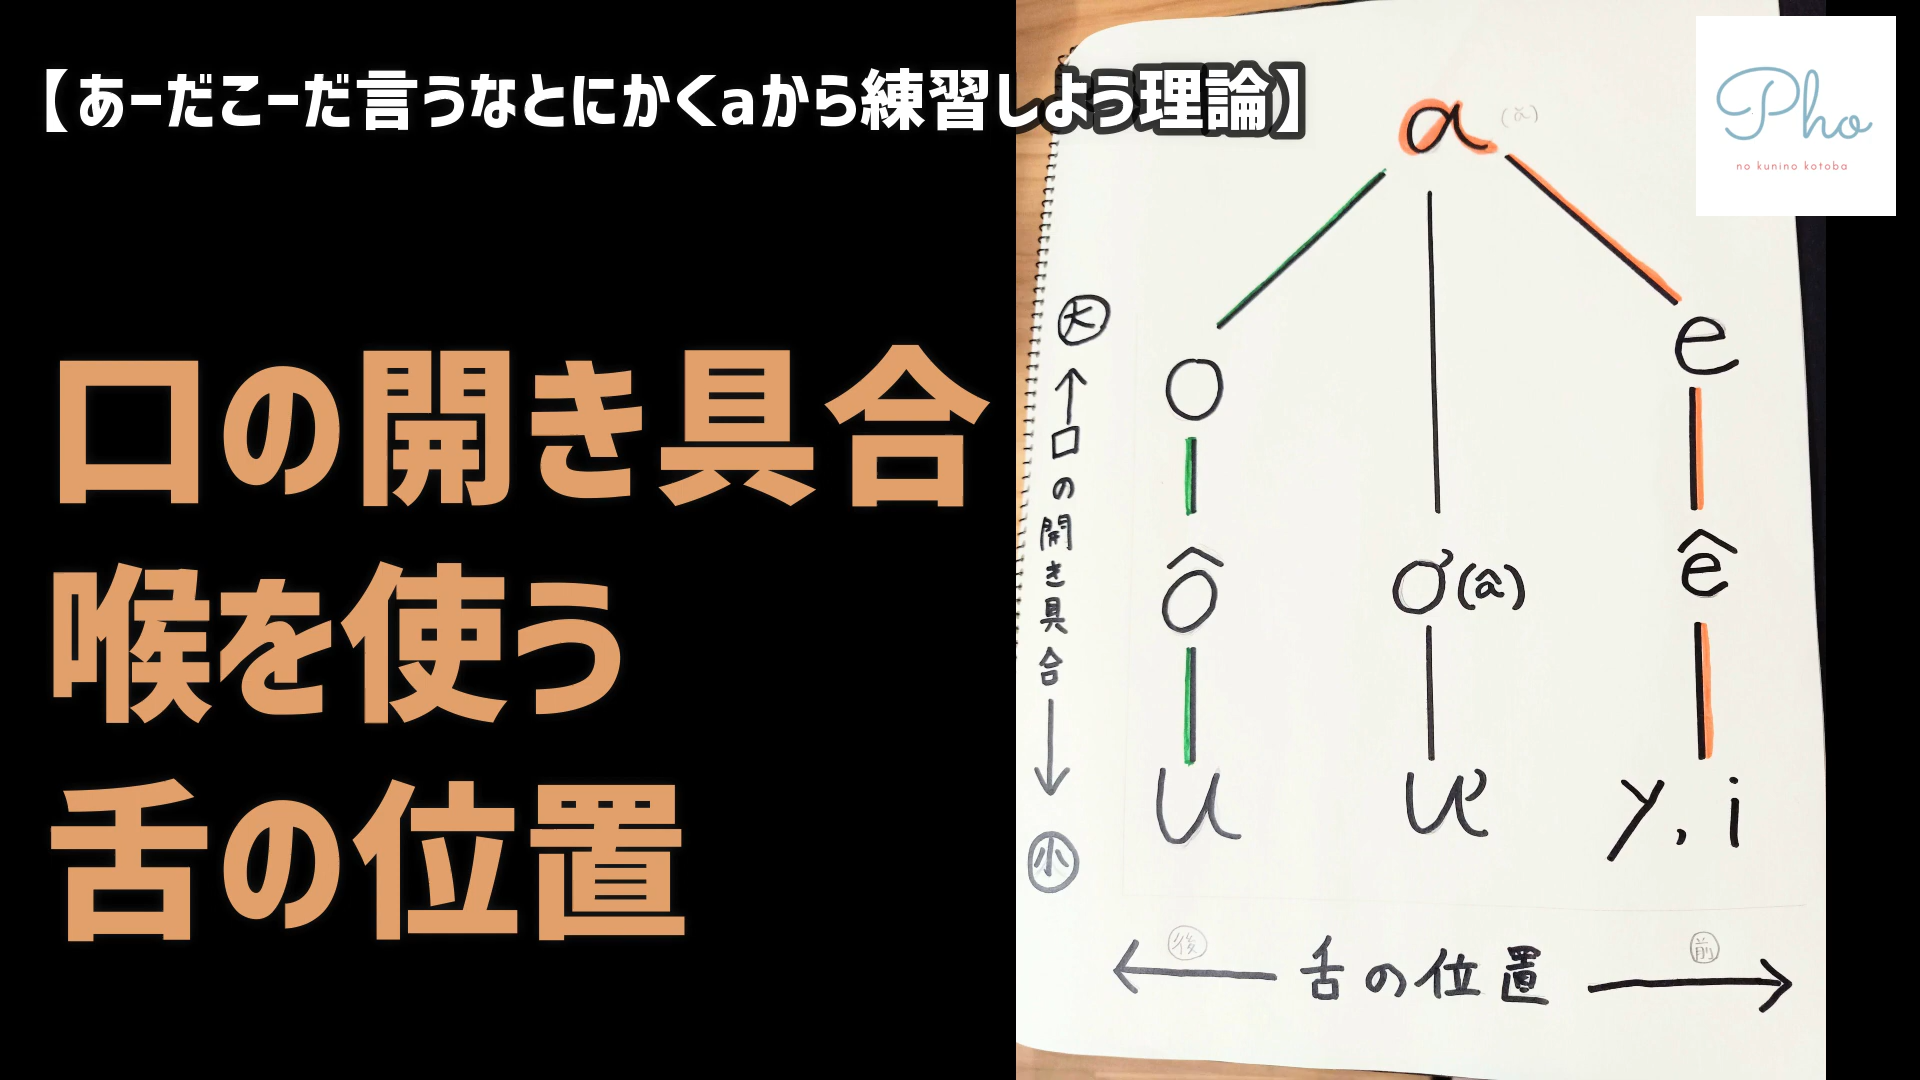 【あーだこーだ言うなとにかくaから練習しよう理論】
Pho
no kunino kotoba
口の開き具合
喉を使う
舌の位置
a (ă)
大
↑
口の開き具合
↓
小
o
e
ô
ơ(â)
ê
u
ư
y, i
後
前
← 舌の位置 →